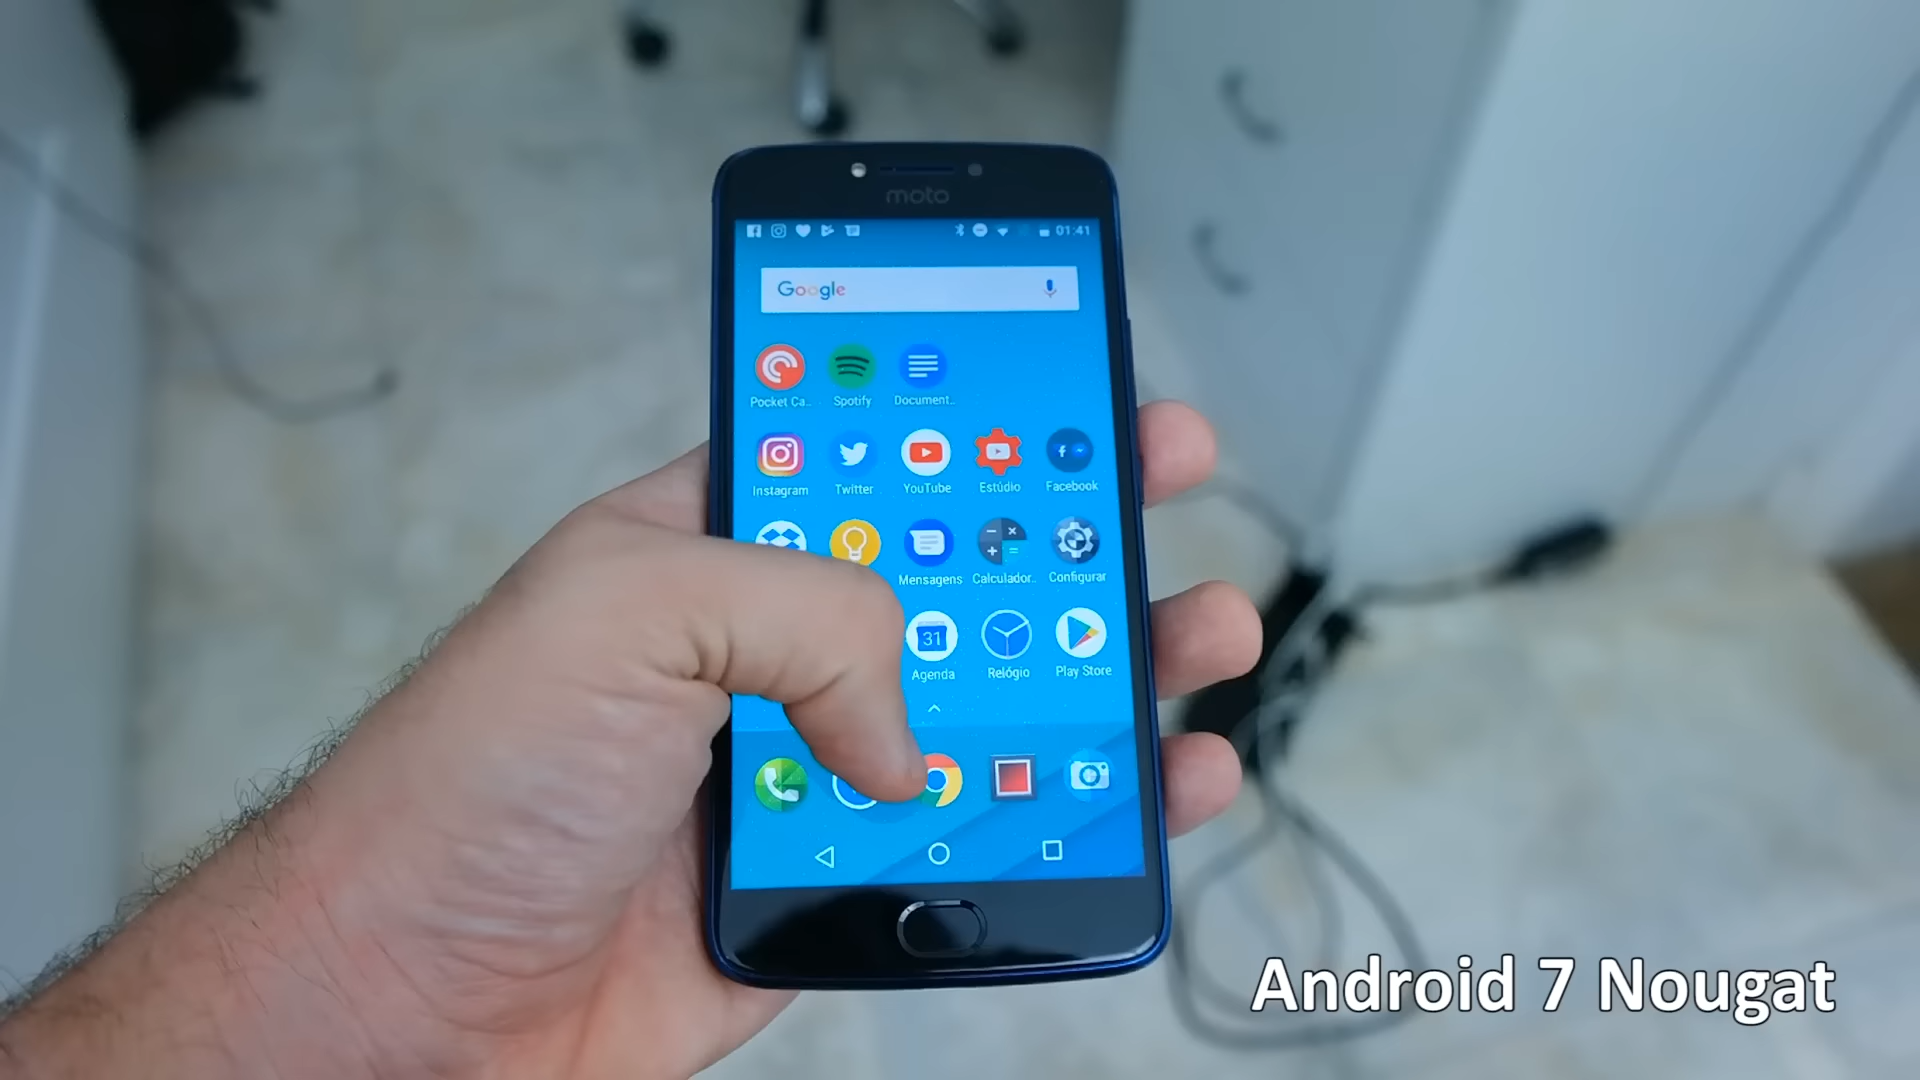 moto
01:41
Google
Pocket Ca..
Spotify
Document..
Instagram
Twitter
YouTube
Estúdio
Facebook
Mensagens
Calculador..
Configurar
31
Agenda
Relógio
Play Store
Android 7 Nougat